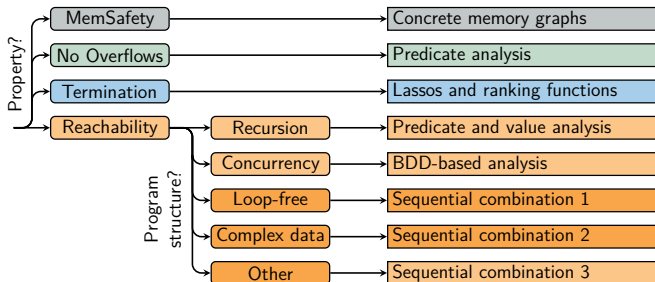 Property?
MemSafety
Concrete memory graphs
No Overflows
Predicate analysis
Termination
Lassos and ranking functions
Reachability
Recursion
Predicate and value analysis
Program
structure?
Concurrency
BDD-based analysis
Loop-free
Sequential combination 1
Complex data
Sequential combination 2
Other
Sequential combination 3